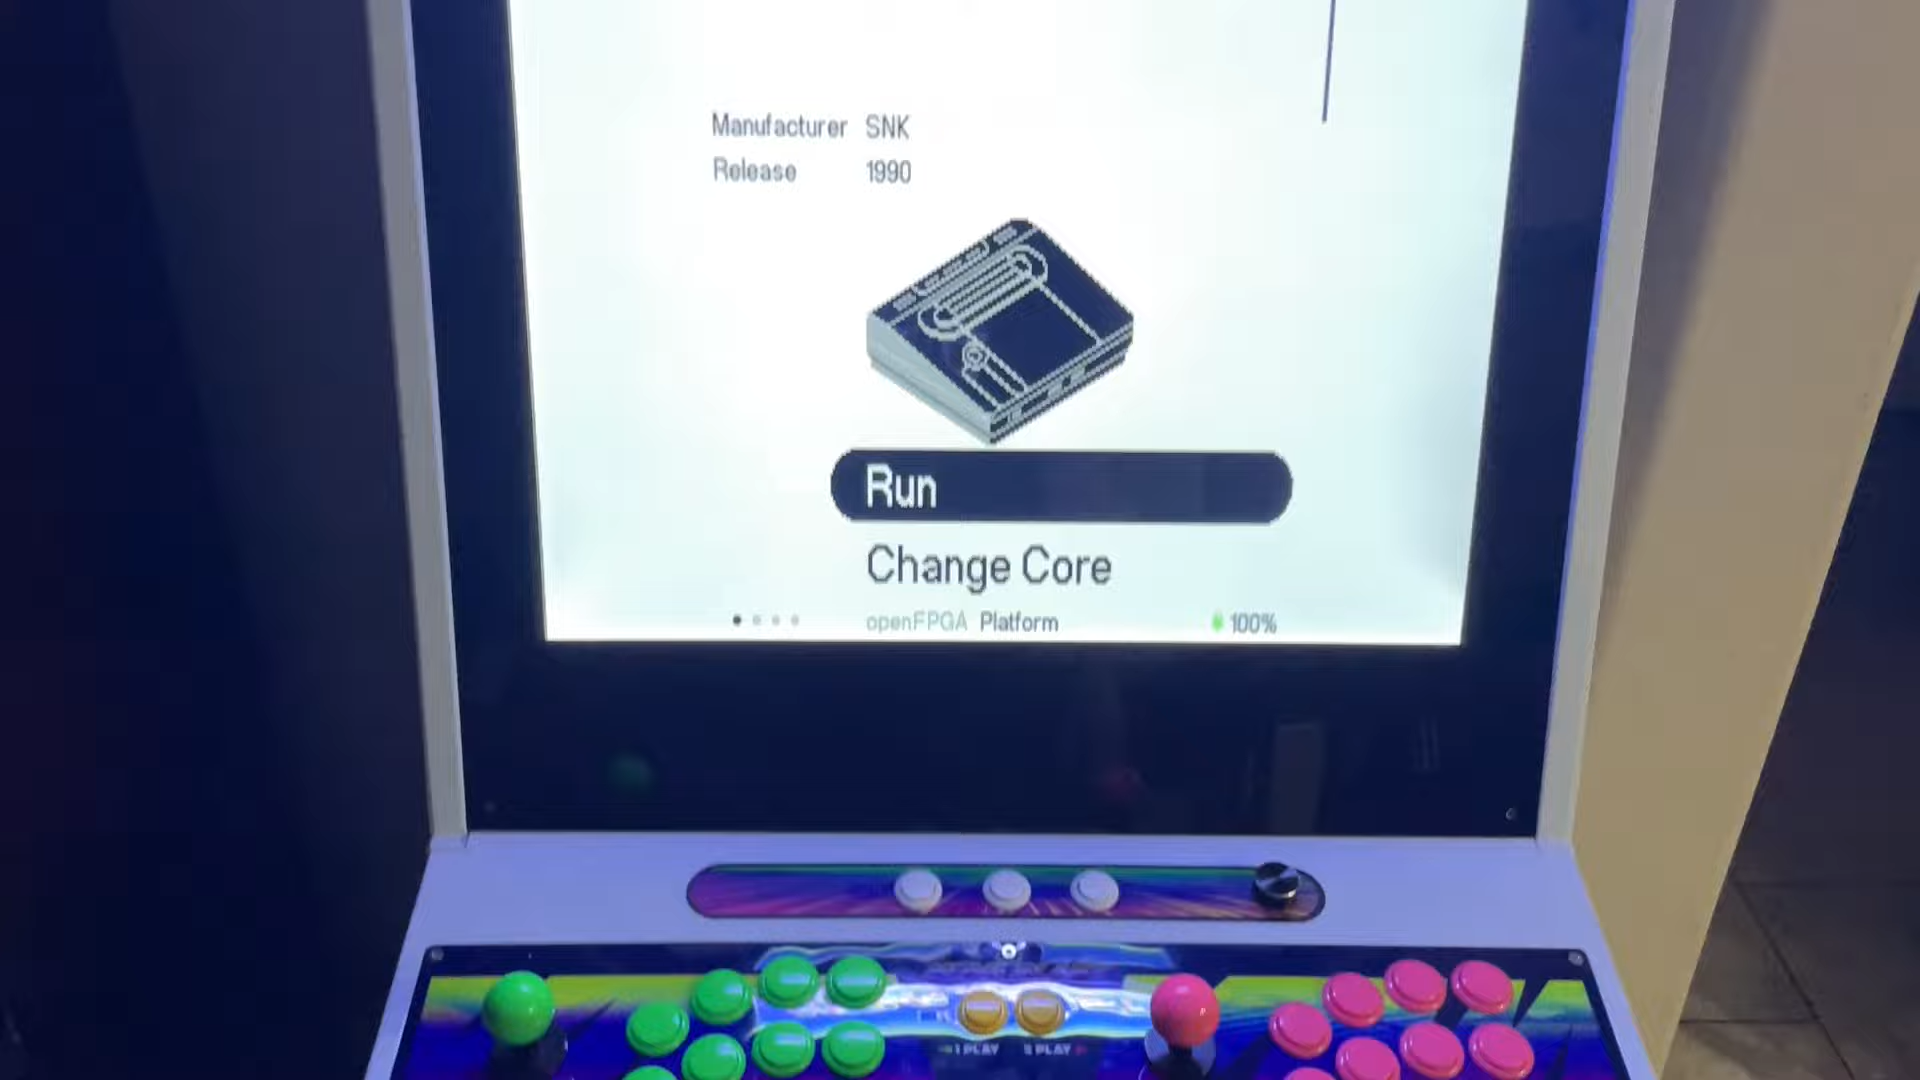 Manufacturer SNK
Release 1990
Run
Change Core
openFPGA Platform 100%
1 PLAY 2 PLAY